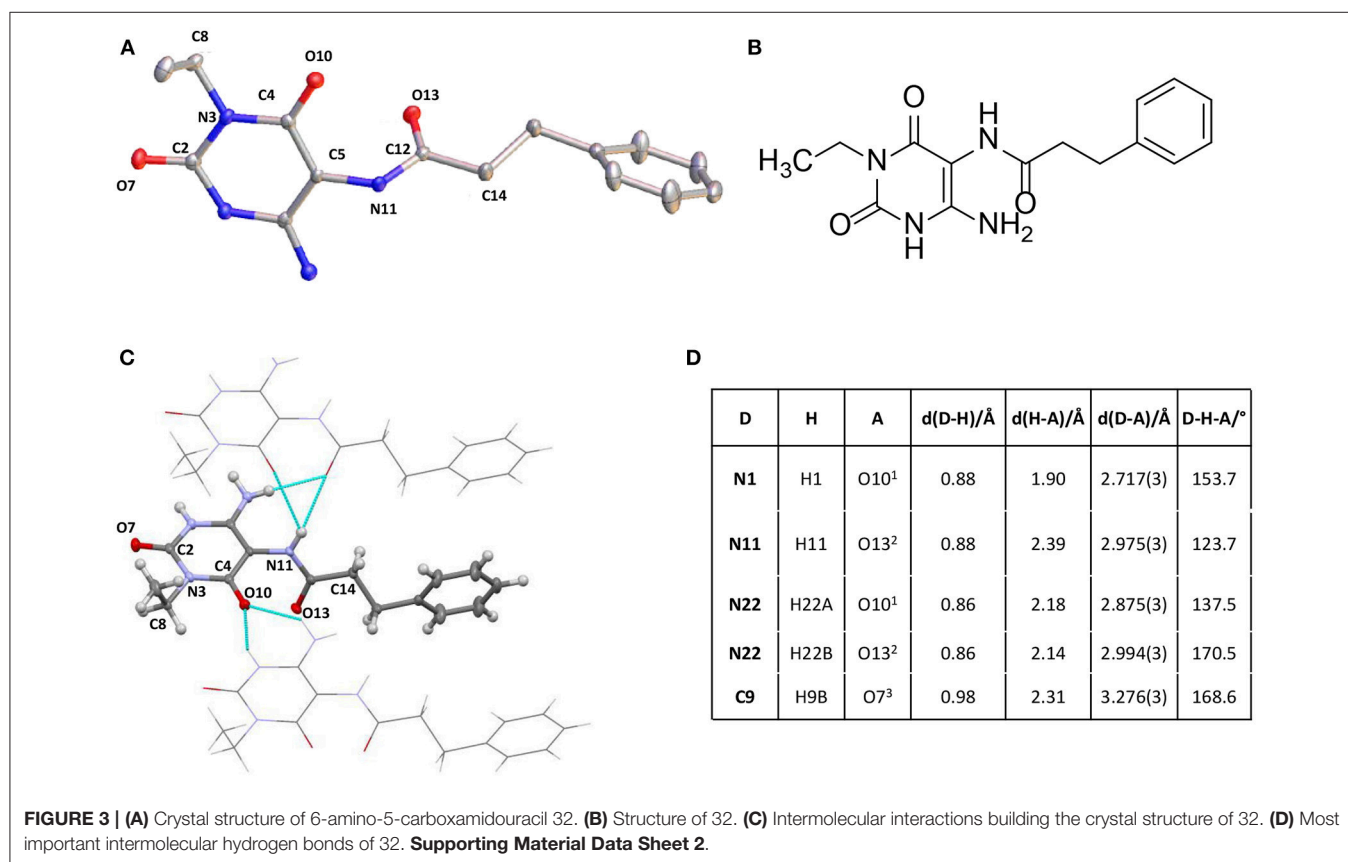 A
C8
O10
N3
C4
O13
C2
C5
C12
O7
C14
N11
B
O
NH
H3C
N
O
O
N
H
NH2
C
O7
C2
N11
C4
C14
N3
O10
O13
C8
D
D H A d(D-H)/Å d(H-A)/Å d(D-A)/Å D-H-A/°
N1 H1 O10¹ 0.88 1.90 2.717(3) 153.7
N11 H11 O13² 0.88 2.39 2.975(3) 123.7
N22 H22A O10¹ 0.86 2.18 2.875(3) 137.5
N22 H22B O13² 0.86 2.14 2.994(3) 170.5
C9 H9B O7³ 0.98 2.31 3.276(3) 168.6
FIGURE 3 | (A) Crystal structure of 6-amino-5-carboxamidouracil 32. (B) Structure of 32. (C) Intermolecular interactions building the crystal structure of 32. (D) Most
important intermolecular hydrogen bonds of 32. Supporting Material Data Sheet 2.